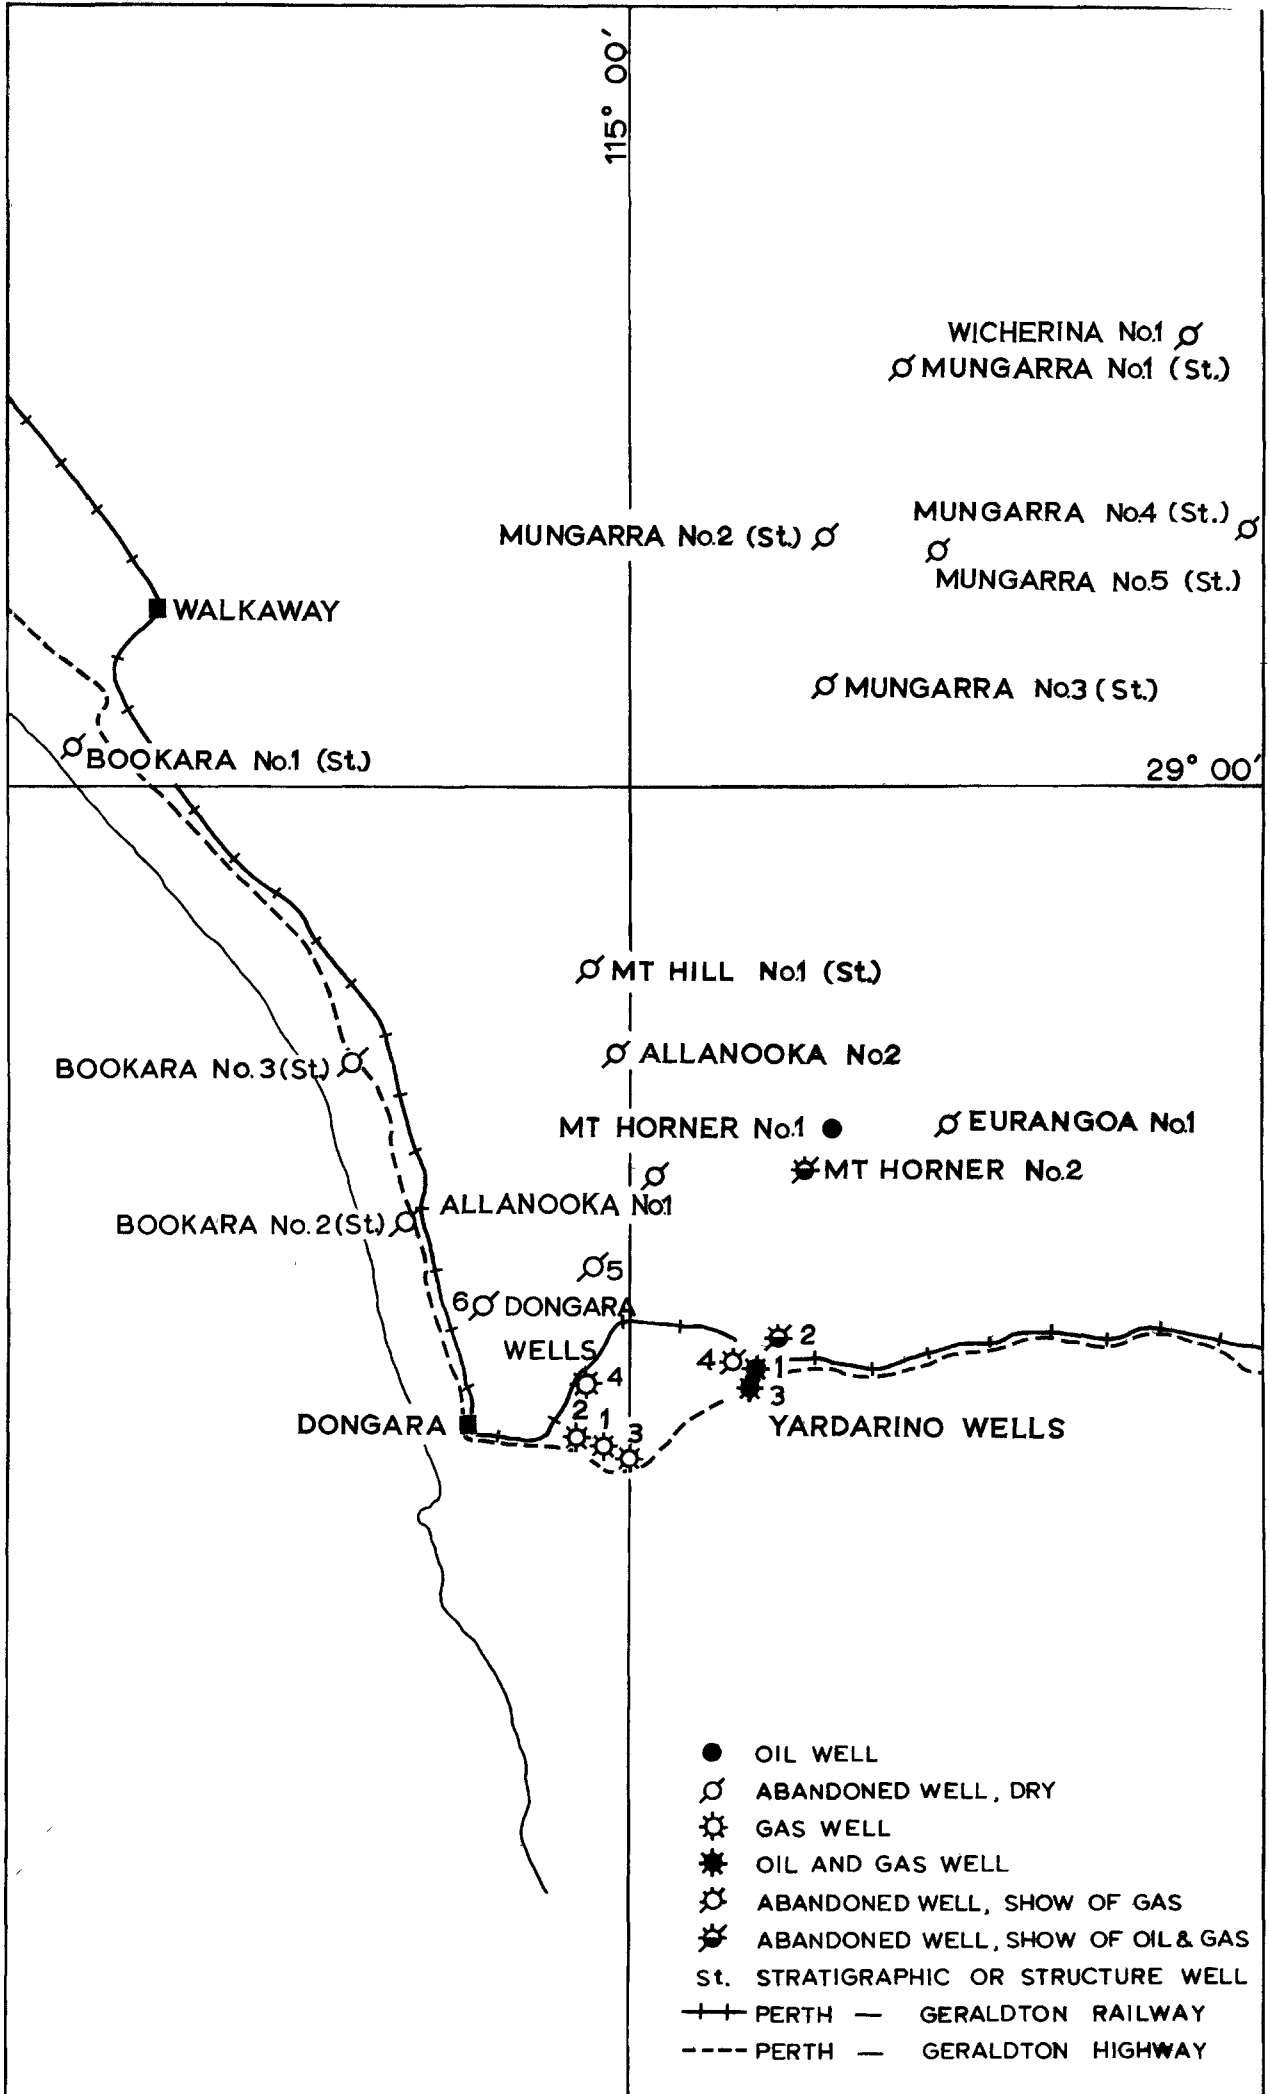 115° 00′
WICHERINA No.1
MUNGARRA No.1 (St.)
MUNGARRA No.4 (St.)
MUNGARRA No.2 (St.)
MUNGARRA No.5 (St.)
WALKAWAY
MUNGARRA No.3 (St.)
BOOKARA No.1 (St.)
29° 00′
MT HILL No.1 (St.)
ALLANOOKA No.2
BOOKARA No.3 (St.)
MT HORNER No.1
EURANGOA No.1
MT HORNER No.2
ALLANOOKA No.1
BOOKARA No.2 (St.)
5
6
DONGARA
WELLS
4
2
1
3
DONGARA
2
4
1
3
YARDARINO WELLS
OIL WELL
ABANDONED WELL, DRY
GAS WELL
OIL AND GAS WELL
ABANDONED WELL, SHOW OF GAS
ABANDONED WELL, SHOW OF OIL & GAS
St. STRATIGRAPHIC OR STRUCTURE WELL
PERTH — GERALDTON RAILWAY
PERTH — GERALDTON HIGHWAY